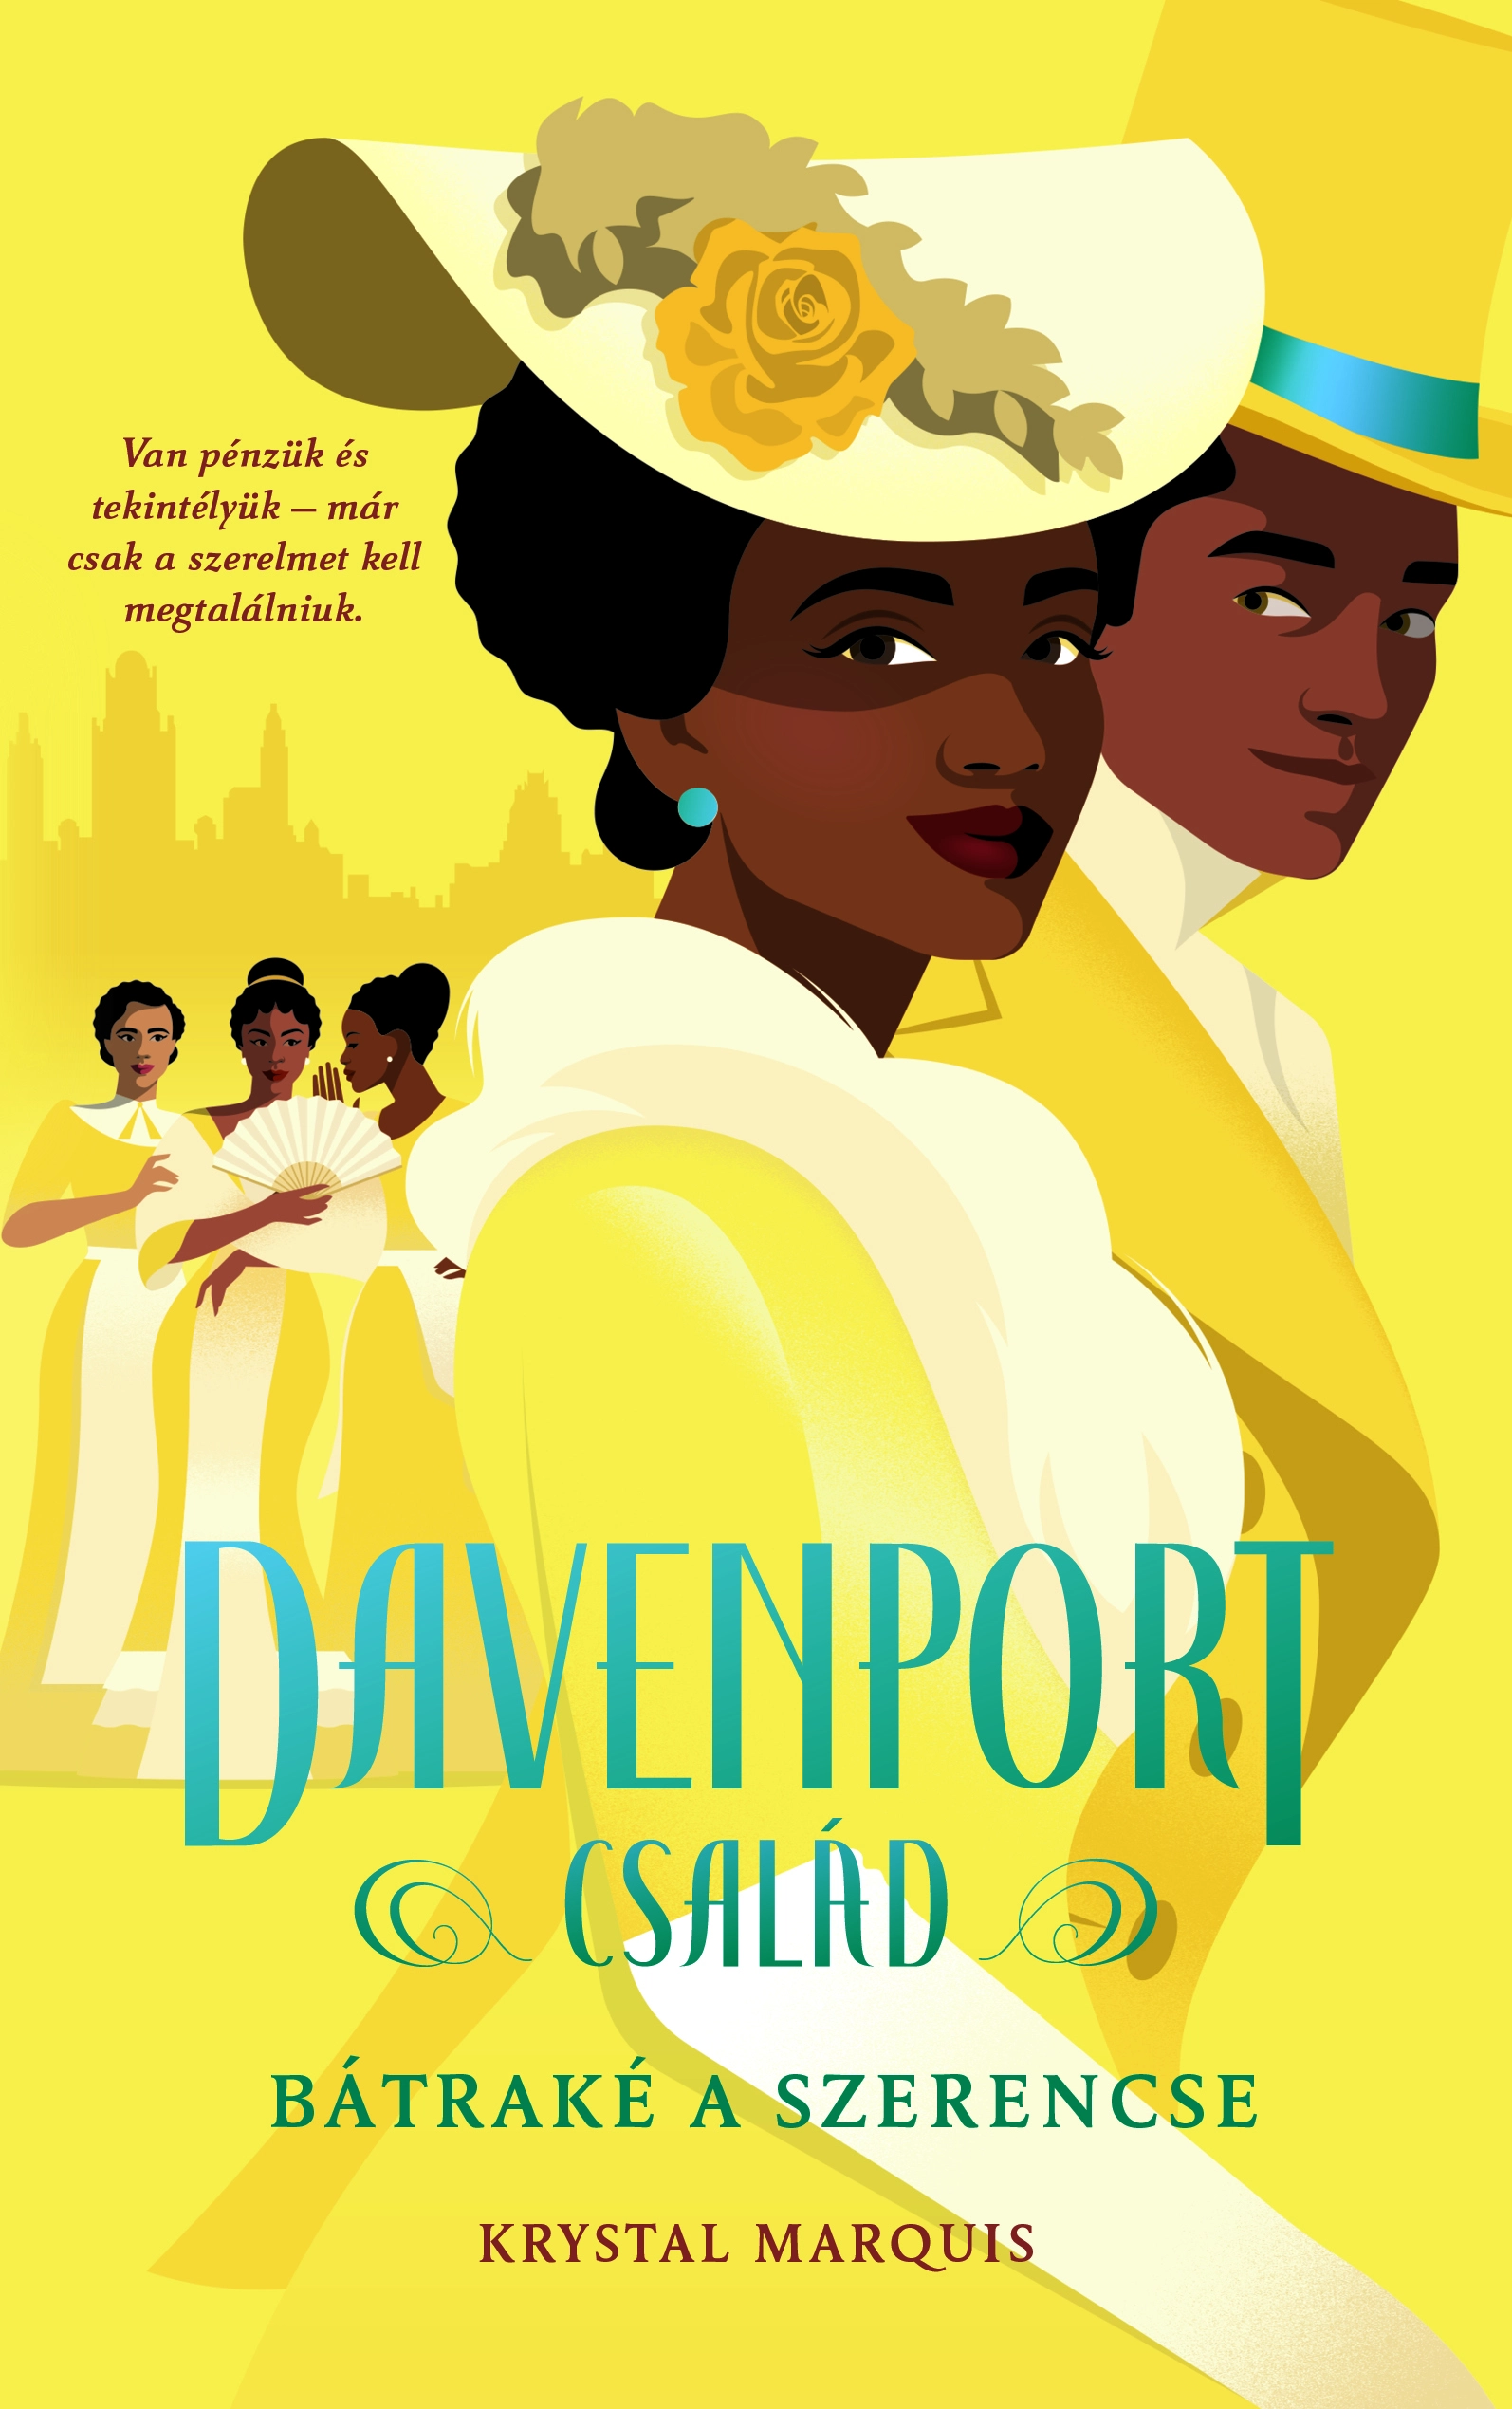 Van pénzük és
tekintélyük – már
csak a szerelmet kell
megtalálniuk.
DAVENPORT
CSALÁD
BÁTRAKÉ A SZERENCSE
KRYSTAL MARQUIS